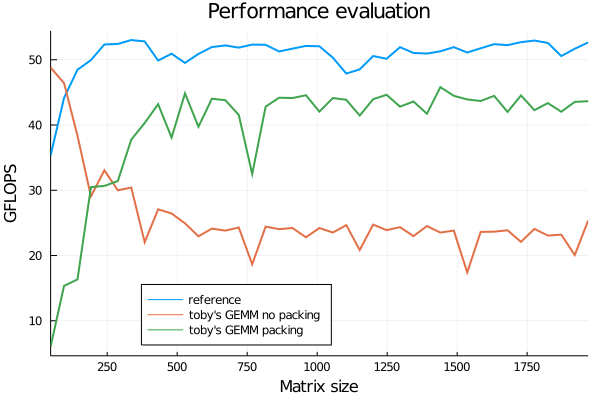 Performance evaluation
GFLOPS
50
40
30
20
10
reference
toby's GEMM no packing
toby's GEMM packing
250
500
750
1000
1250
1500
1750
Matrix size